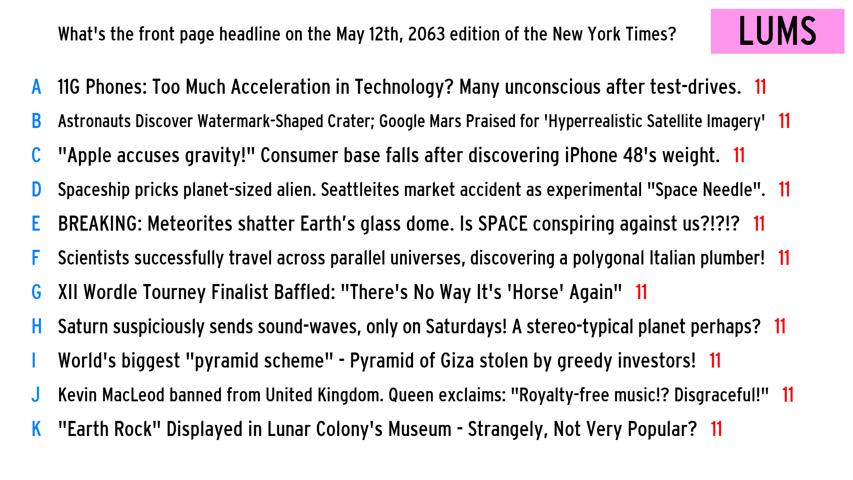 What's the front page headline on the May 12th, 2063 edition of the New York Times?
LUMS
A 11G Phones: Too Much Acceleration in Technology? Many unconscious after test-drives. 11
B Astronauts Discover Watermark-Shaped Crater; Google Mars Praised for 'Hyperrealistic Satellite Imagery' 11
C "Apple accuses gravity!" Consumer base falls after discovering iPhone 48's weight. 11
D Spaceship pricks planet-sized alien. Seattleites market accident as experimental "Space Needle". 11
E BREAKING: Meteorites shatter Earth’s glass dome. Is SPACE conspiring against us?!?!? 11
F Scientists successfully travel across parallel universes, discovering a polygonal Italian plumber! 11
G XII Wordle Tourney Finalist Baffled: "There's No Way It's 'Horse' Again" 11
H Saturn suspiciously sends sound-waves, only on Saturdays! A stereo-typical planet perhaps? 11
I World's biggest "pyramid scheme" - Pyramid of Giza stolen by greedy investors! 11
J Kevin MacLeod banned from United Kingdom. Queen exclaims: "Royalty-free music!? Disgraceful!" 11
K "Earth Rock" Displayed in Lunar Colony's Museum - Strangely, Not Very Popular? 11